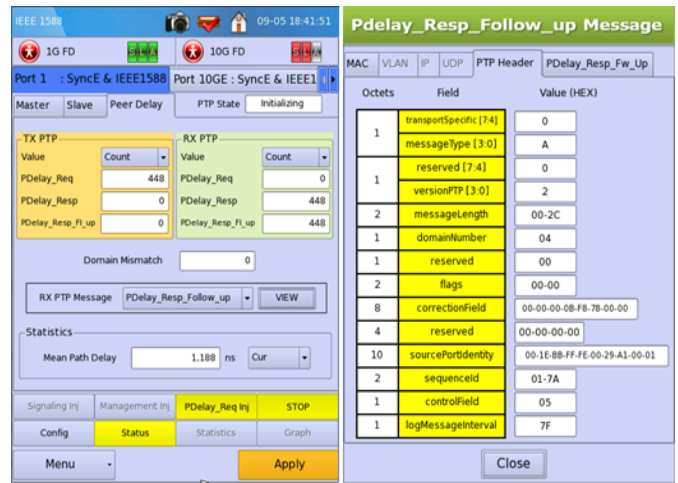 IEEE 1588 09-05 18:41:51
1G FD S L A 10G FD S L A
Port 1 : SyncE & IEEE1588 Port 10GE : SyncE & IEEE1
Master Slave Peer Delay PTP State Initializing
TX PTP RX PTP
Value Count Value Count
PDelay_Req 448 PDelay_Req 0
PDelay_Resp 0 PDelay_Resp 448
PDelay_Resp_Fl_up 0 PDelay_Resp_Fl_up 448
Domain Mismatch 0
RX PTP Message PDelay_Resp_Follow_up VIEW
Statistics
Mean Path Delay 1,188 ns Cur
Signaling Inj Management Inj PDelay_Req Inj STOP
Config Status Statistics Graph
Menu Apply
Pdelay_Resp_Follow_up Message
MAC VLAN IP UDP PTP Header PDelay_Resp_Fw_Up
Octets Field Value (HEX)
1 transportSpecific [7:4] 0
messageType [3:0] A
1 reserved [7:4] 0
versionPTP [3:0] 2
2 messageLength 00-2C
1 domainNumber 04
1 reserved 00
2 flags 00-00
8 correctionField 00-00-00-0B-F8-78-00-00
4 reserved 00-00-00-00
10 sourcePortIdentity 00-1E-BB-FF-FE-00-29-A1-00-01
2 sequenceId 01-7A
1 controlField 05
1 logMessageInterval 7F
Close